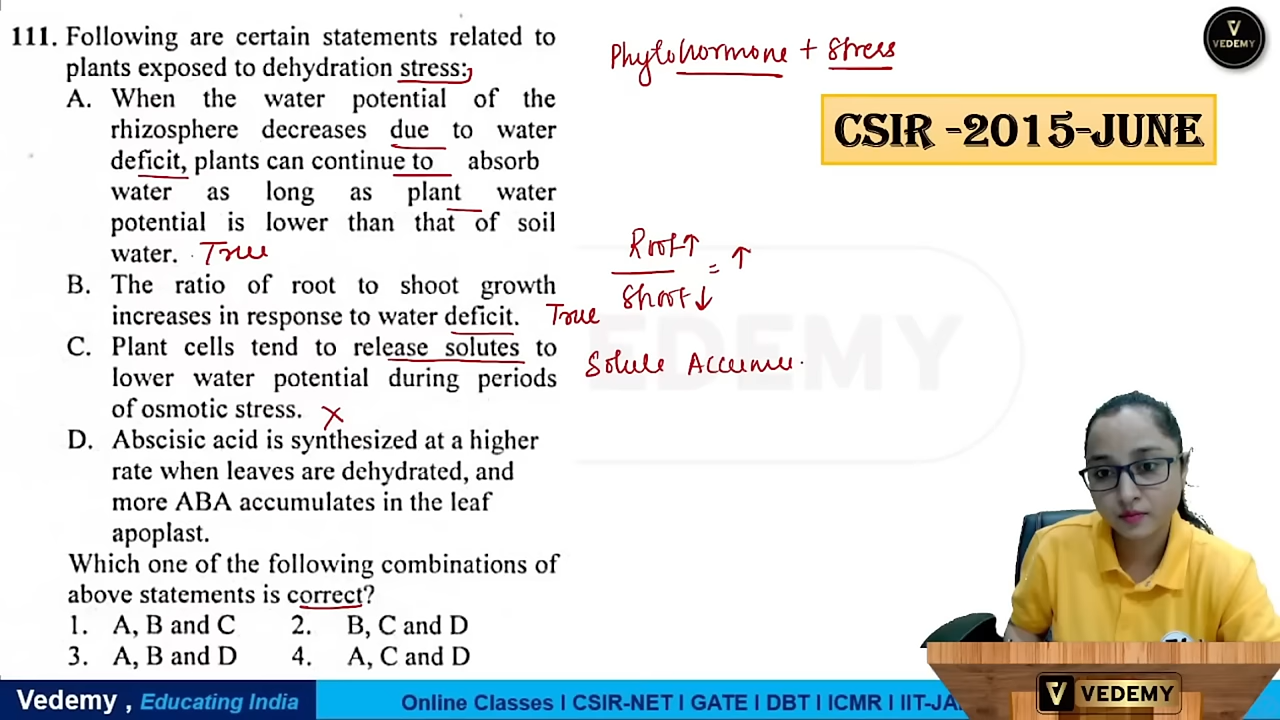 111. Following are certain statements related to
plants exposed to dehydration stress:
A. When the water potential of the
rhizosphere decreases due to water
deficit, plants can continue to absorb
water as long as plant water
potential is lower than that of soil
water. True
B. The ratio of root to shoot growth
increases in response to water deficit. True
C. Plant cells tend to release solutes to
lower water potential during periods
of osmotic stress. X
D. Abscisic acid is synthesized at a higher
rate when leaves are dehydrated, and
more ABA accumulates in the leaf
apoplast.
Which one of the following combinations of
above statements is correct?
1. A, B and C 2. B, C and D
3. A, B and D 4. A, C and D
Phytohormone + Stress
CSIR -2015-JUNE
Root ↑
Shoot ↓
= ↑
Solute Accumu
V
VEDEMY
VEDEMY
V VEDEMY
Vedemy , Educating India
Online Classes I CSIR-NET I GATE I DBT I ICMR I IIT-JA